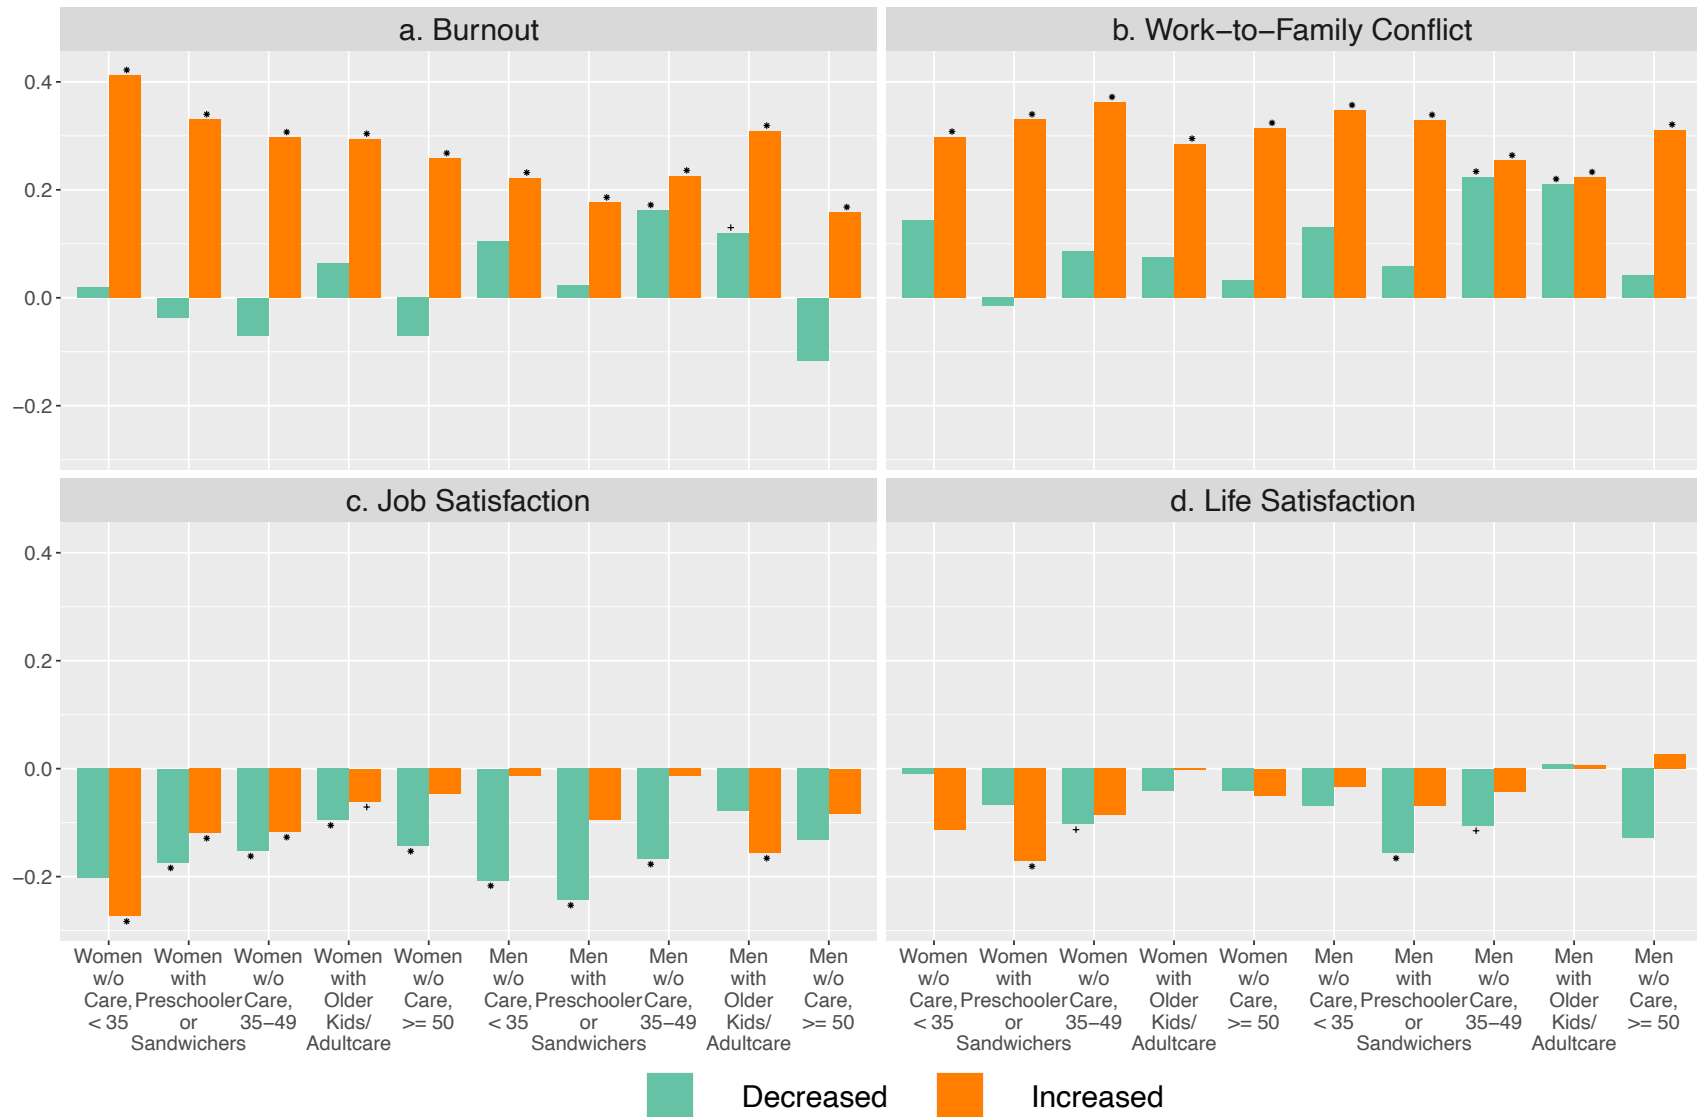 a. Burnout
b. Work−to−Family Conflict
0.4
0.2
0.0
−0.2
* * * * * * * * * + * *
* * * * * * * * * * * *
c. Job Satisfaction
d. Life Satisfaction
0.4
0.2
0.0
−0.2
* * * * * * + * * * * *
* + * +
Women Women Women Women Women Men Men Men Men Men
w/o with w/o with w/o w/o with w/o with w/o
Care, Preschooler Care, Older Care, Care, Preschooler Care, Older Care,
< 35 or 35−49 Kids/ >= 50 < 35 or 35−49 Kids/ >= 50
Sandwichers Adultcare Sandwichers Adultcare
Women Women Women Women Women Men Men Men Men Men
w/o with w/o with w/o w/o with w/o with w/o
Care, Preschooler Care, Older Care, Care, Preschooler Care, Older Care,
< 35 or 35−49 Kids/ >= 50 < 35 or 35−49 Kids/ >= 50
Sandwichers Adultcare Sandwichers Adultcare
Decreased Increased